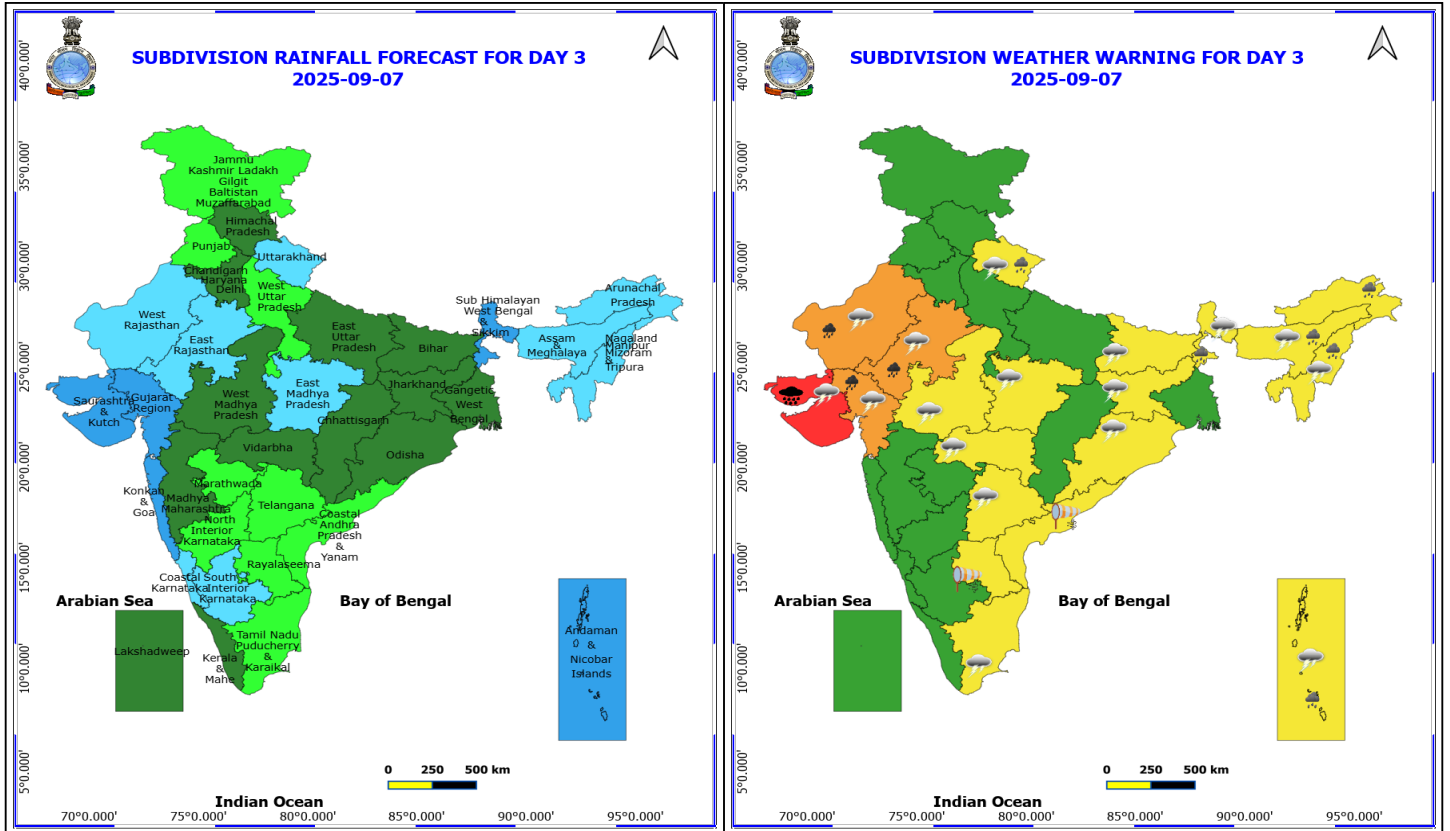 SUBDIVISION RAINFALL FORECAST FOR DAY 3
2025-09-07
40°0.000'
35°0.000'
30°0.000'
25°0.000'
20°0.000'
15°0.000'
10°0.000'
5°0.000'
Jammu
Kashmir Ladakh
Gilgit
Baltistan
Muzaffarabad
Himachal
Pradesh
Punjab
Uttarakhand
Chandigarh
Haryana
Delhi
West
Uttar
Pradesh
West
Rajasthan
East
Rajasthan
East
Uttar
Pradesh
Bihar
Sub Himalayan
West Bengal
&
Sikkim
Arunachal
Pradesh
Assam
&
Meghalaya
Nagaland
Manipur
Mizoram
&
Tripura
Saurashtra
&
Kutch
Gujarat
Region
West
Madhya
Pradesh
East
Madhya
Pradesh
Jharkhand
Gangetic
West
Bengal
Chhattisgarh
Vidarbha
Odisha
Konkan
&
Goa
Madhya
Maharashtra
Marathwada
Telangana
North
Interior
Karnataka
Coastal
Andhra
Pradesh
&
Yanam
Rayalaseema
Coastal
Karnataka
South
Interior
Karnataka
Arabian Sea
Bay of Bengal
Lakshadweep
Kerala
&
Mahe
Tamil Nadu
Puducherry
&
Karaikal
Andaman
&
Nicobar
Islands
0 250 500 km
Indian Ocean
70°0.000' 75°0.000' 80°0.000' 85°0.000' 90°0.000' 95°0.000'
SUBDIVISION WEATHER WARNING FOR DAY 3
2025-09-07
40°0.000'
35°0.000'
30°0.000'
25°0.000'
20°0.000'
15°0.000'
10°0.000'
5°0.000'
Arabian Sea
Bay of Bengal
0 250 500 km
Indian Ocean
70°0.000' 75°0.000' 80°0.000' 85°0.000' 90°0.000' 95°0.000'